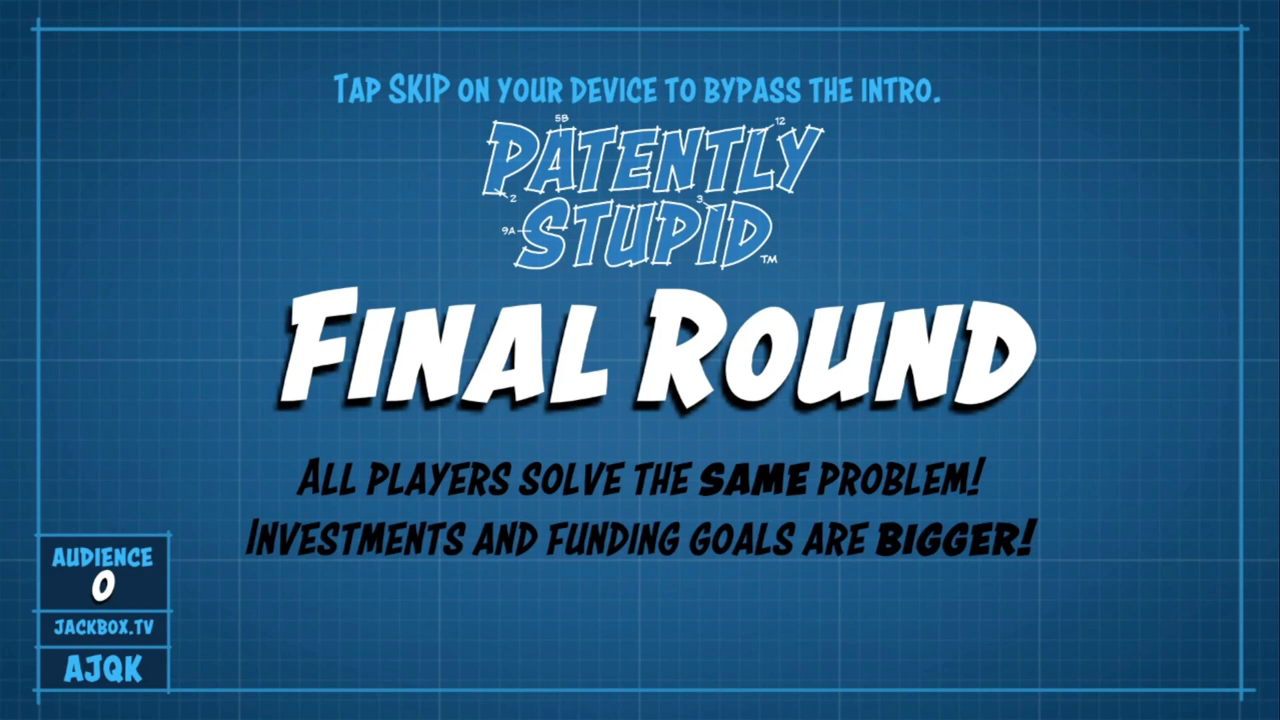 TAP SKIP ON YOUR DEVICE TO BYPASS THE INTRO.
5B 12
PATENTLY
2 3
9A STUPID TM
FINAL ROUND
ALL PLAYERS SOLVE THE SAME PROBLEM!
INVESTMENTS AND FUNDING GOALS ARE BIGGER!
AUDIENCE
0
JACKBOX.TV
AJQK